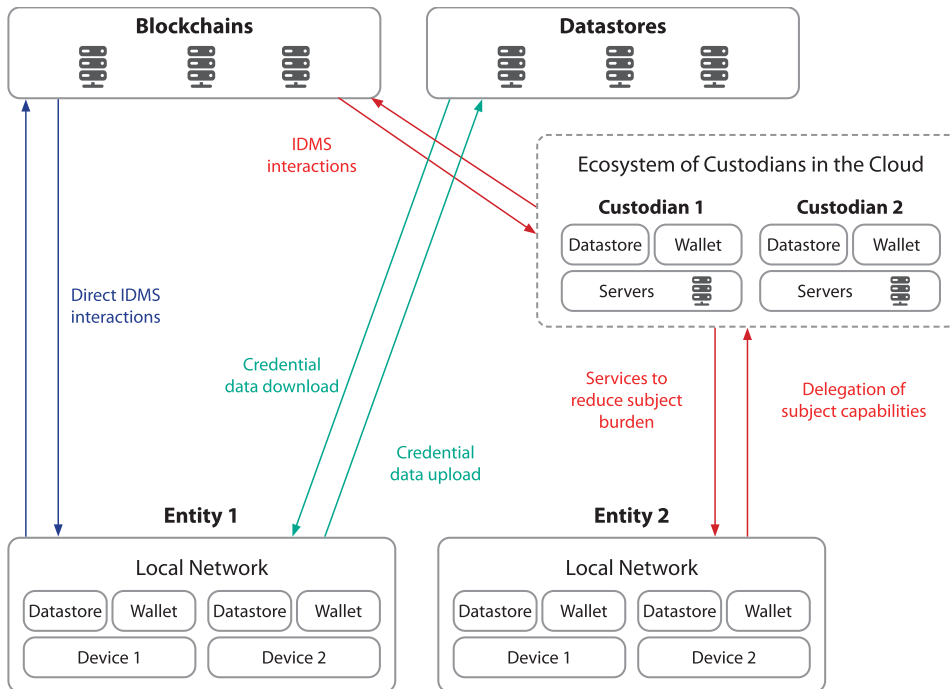 Blockchains
Datastores
IDMS
interactions
Ecosystem of Custodians in the Cloud
Custodian 1
Custodian 2
Datastore
Wallet
Datastore
Wallet
Servers
Servers
Direct IDMS
interactions
Credential
data download
Services to
reduce subject
burden
Delegation of
subject capabilities
Credential
data upload
Entity 1
Entity 2
Local Network
Local Network
Datastore
Wallet
Datastore
Wallet
Datastore
Wallet
Datastore
Wallet
Device 1
Device 2
Device 1
Device 2